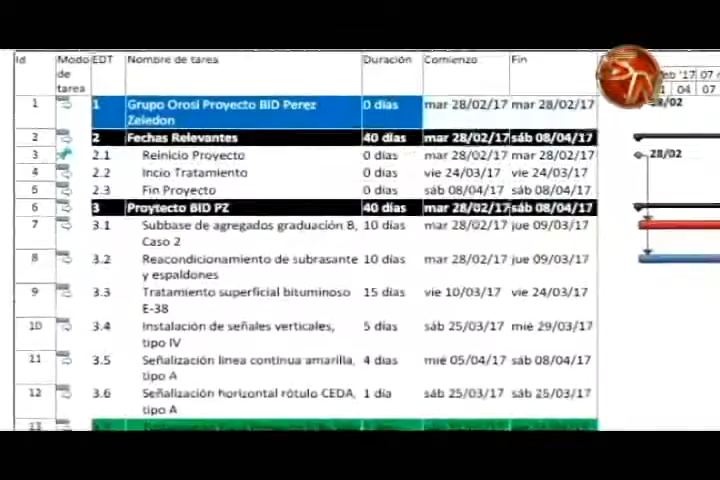 Id Modo de tarea EDT Nombre de tarea Duración Comienzo Fin eb '17 07
1 04 07
1 1 Grupo Orosi Proyecto BID Perez Zeledon 0 días mar 28/02/17 mar 28/02/17 28/02
2 2 Fechas Relevantes 40 días mar 28/02/17 sáb 08/04/17
3 2.1 Reinicio Proyecto 0 días mar 28/02/17 mar 28/02/17 28/02
4 2.2 Incio Tratamiento 0 días vie 24/03/17 vie 24/03/17
5 2.3 Fin Proyecto 0 días sáb 08/04/17 sáb 08/04/17
6 3 Proytecto BID PZ 40 días mar 28/02/17 sáb 08/04/17
7 3.1 Subbase de agregados graduación B, 10 días mar 28/02/17 jue 09/03/17
Caso 2
8 3.2 Reacondicionamiento de subrasante 10 días mar 28/02/17 jue 09/03/17
y espaldones
9 3.3 Tratamiento superficial bituminoso 15 días vie 10/03/17 vie 24/03/17
E-38
10 3.4 Instalación de señales verticales, 5 días sáb 25/03/17 mié 29/03/17
tipo IV
11 3.5 Señalización línea continua amarilla, 4 días mié 05/04/17 sáb 08/04/17
tipo A
12 3.6 Señalización horizontal rótulo CEDA, 1 día sáb 25/03/17 sáb 25/03/17
tipo A
13